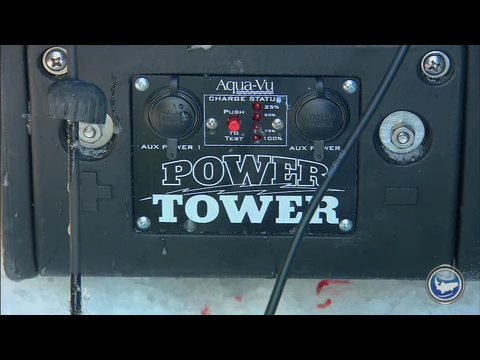 Aqua-Vu
CHARGE STATUS
PUSH
TO
TEST
25%
50%
75%
100%
AUX POWER 1
AUX POWER
POWER
TOWER